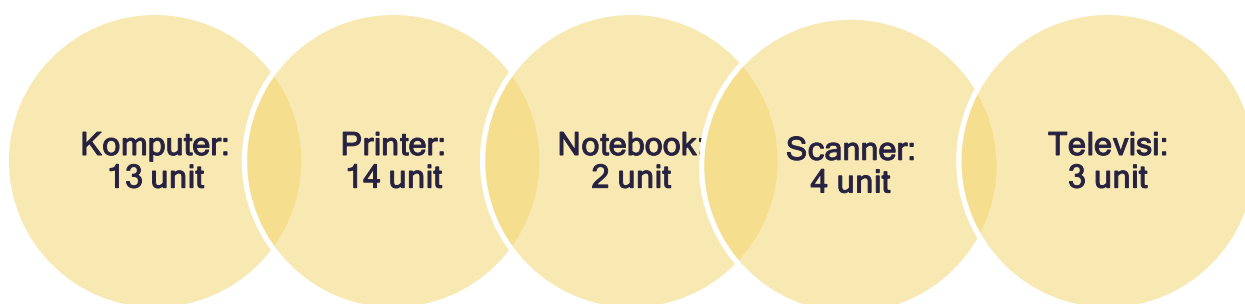 Komputer:
13 unit
Printer:
14 unit
Notebook:
2 unit
Scanner:
4 unit
Televisi:
3 unit